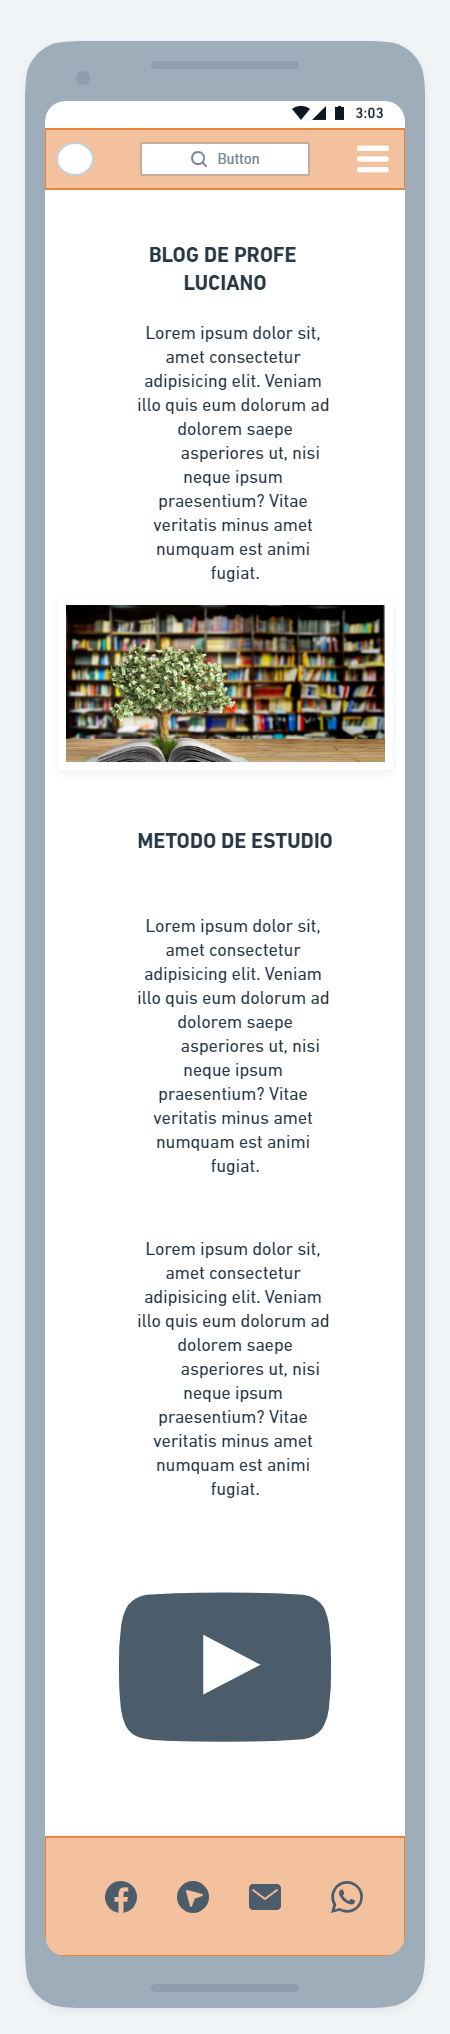 3:03
Button
BLOG DE PROFE
LUCIANO
Lorem ipsum dolor sit,
amet consectetur
adipisicing elit. Veniam
illo quis eum dolorum ad
dolorem saepe
asperiores ut, nisi
neque ipsum
praesentium? Vitae
veritatis minus amet
numquam est animi
fugiat.
METODO DE ESTUDIO
Lorem ipsum dolor sit,
amet consectetur
adipisicing elit. Veniam
illo quis eum dolorum ad
dolorem saepe
asperiores ut, nisi
neque ipsum
praesentium? Vitae
veritatis minus amet
numquam est animi
fugiat.
Lorem ipsum dolor sit,
amet consectetur
adipisicing elit. Veniam
illo quis eum dolorum ad
dolorem saepe
asperiores ut, nisi
neque ipsum
praesentium? Vitae
veritatis minus amet
numquam est animi
fugiat.